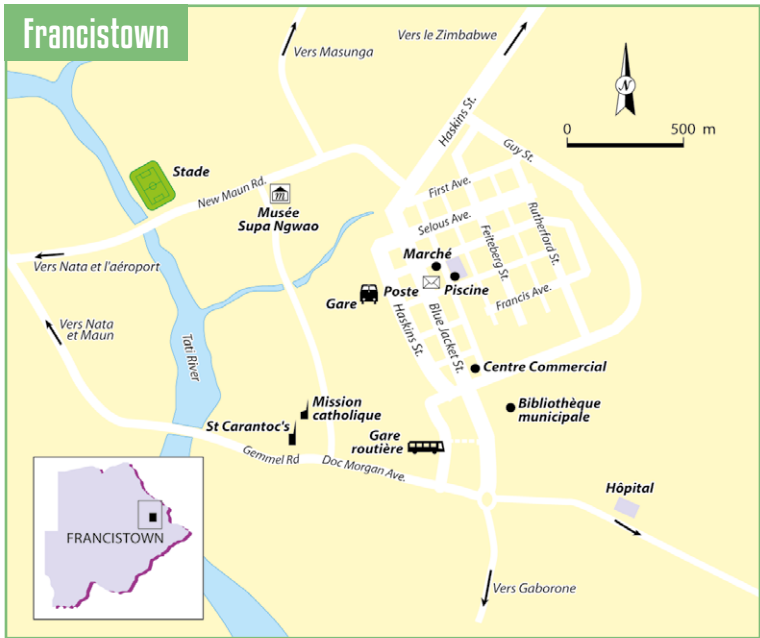 Francistown
Vers Masunga
Vers le Zimbabwe
N
0 500 m
Haskins St.
Guy St.
Stade
New Maun Rd.
Musée
Supa Ngwao
First Ave.
Selous Ave.
Rutherford St.
Feiteberg St.
Marché
Vers Nata et l'aéroport
Gare
Poste
Piscine
Francis Ave.
Haskins St.
Blue Jacket St.
Vers Nata
et Maun
Tati River
Centre Commercial
Mission
catholique
Bibliothèque
municipale
St Carantoc's
Gare
routière
Gemmel Rd
Doc Morgan Ave.
Hôpital
FRANCISTOWN
Vers Gaborone